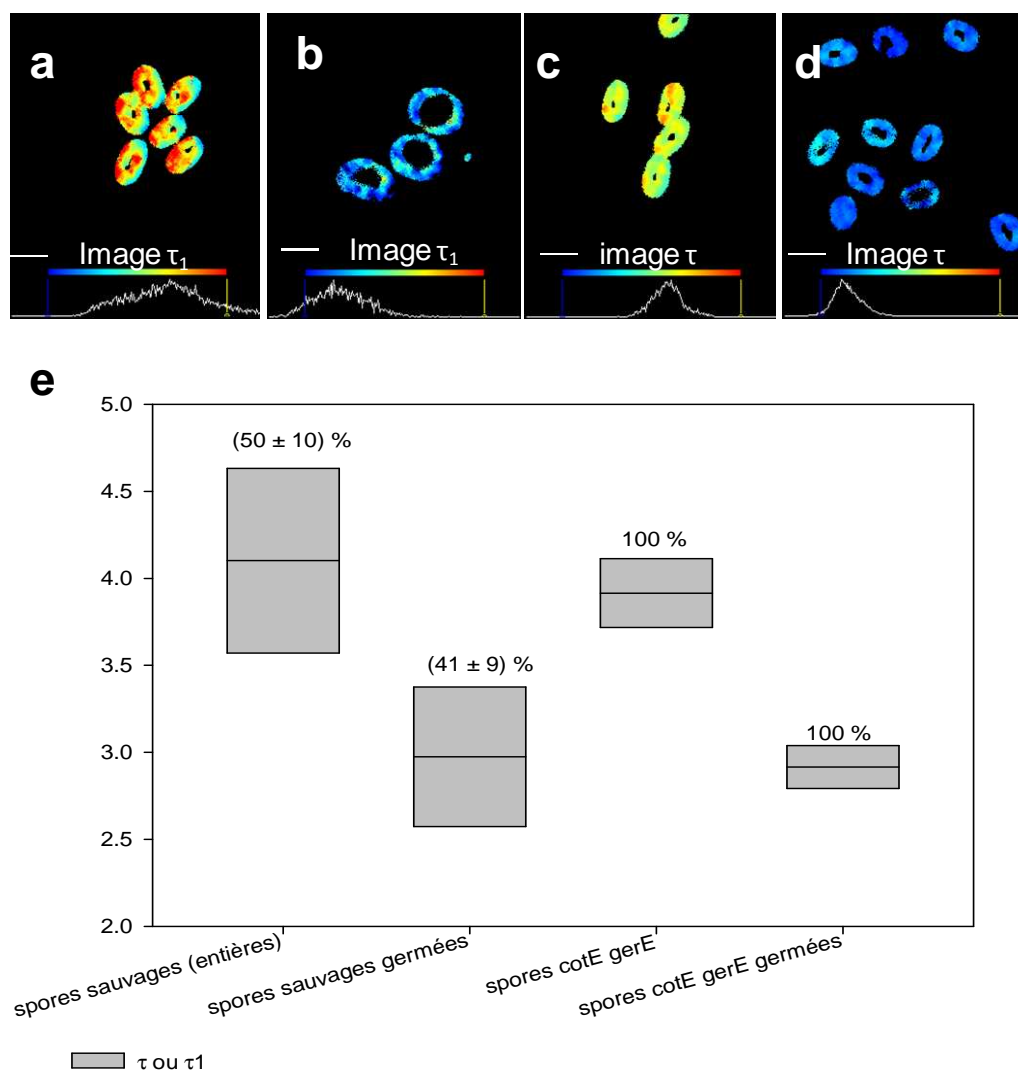 a
b
c
d
Image τ1
Image τ1
image τ
Image τ
e
5.0
4.5
4.0
3.5
3.0
2.5
2.0
(50 ± 10) %
(41 ± 9) %
100 %
100 %
spores sauvages (entières)
spores sauvages germées
spores cotE gerE
spores cotE gerE germées
τ ou τ1